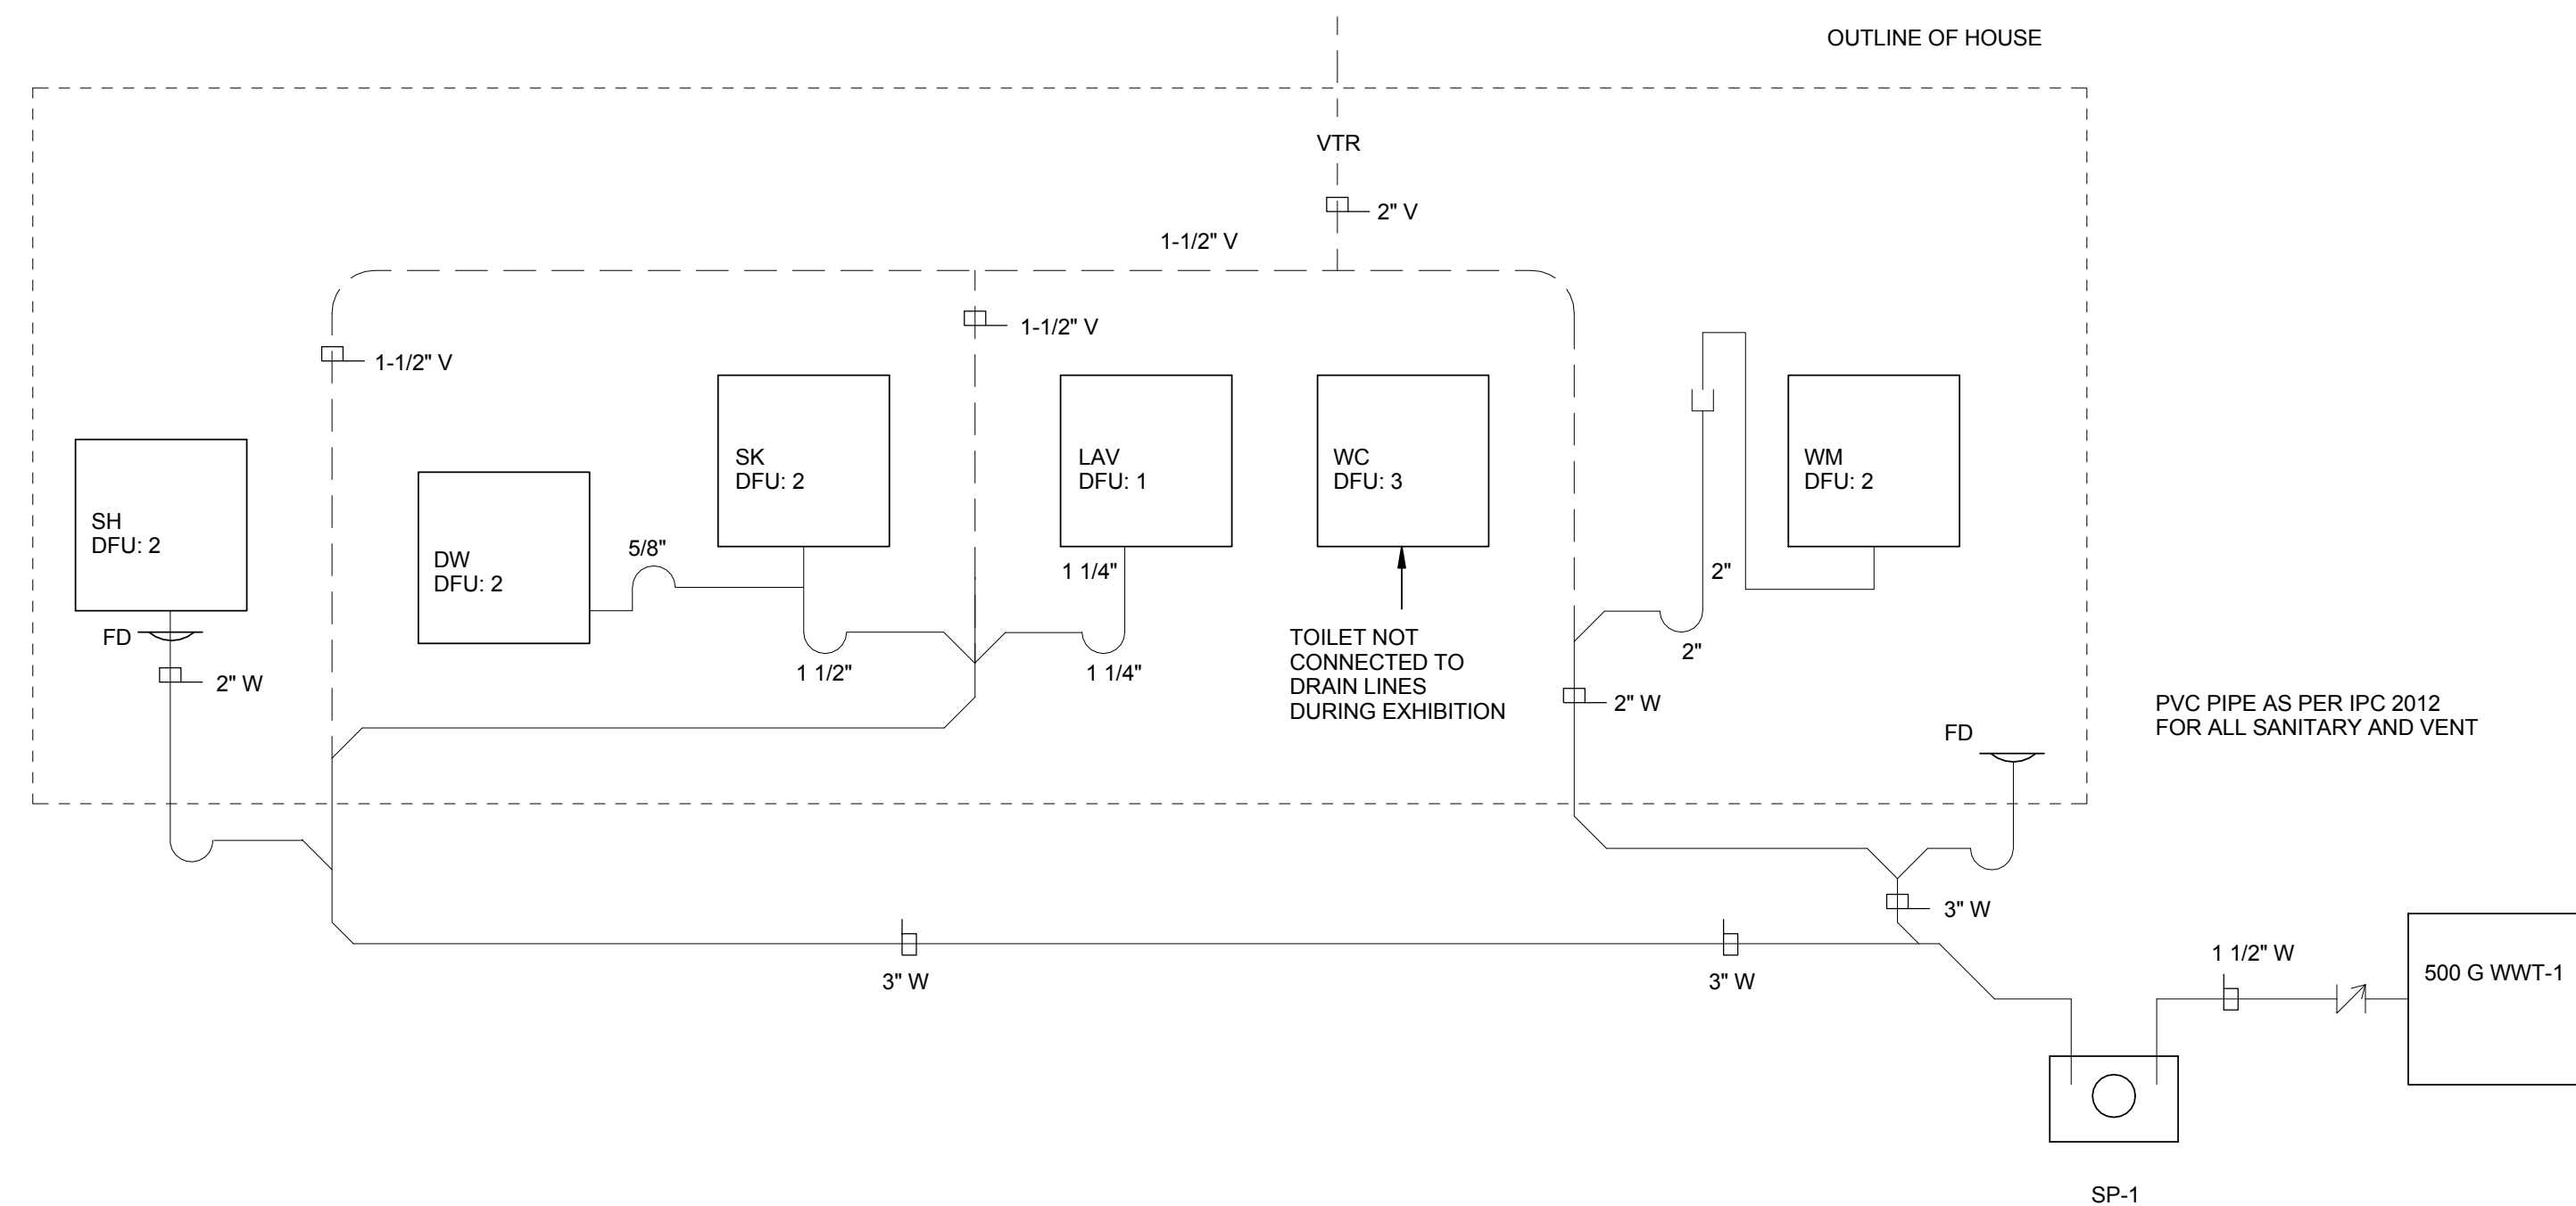 OUTLINE OF HOUSE
VTR
2" V
1-1/2" V
1-1/2" V
1-1/2" V
SK
DFU: 2
LAV
DFU: 1
WC
DFU: 3
WM
DFU: 2
SH
DFU: 2
DW
DFU: 2
5/8"
1 1/4"
2"
FD
2" W
1 1/2"
1 1/4"
TOILET NOT
CONNECTED TO
DRAIN LINES
DURING EXHIBITION
2"
2" W
PVC PIPE AS PER IPC 2012
FOR ALL SANITARY AND VENT
FD
3" W
3" W
3" W
1 1/2" W
500 G WWT-1
SP-1